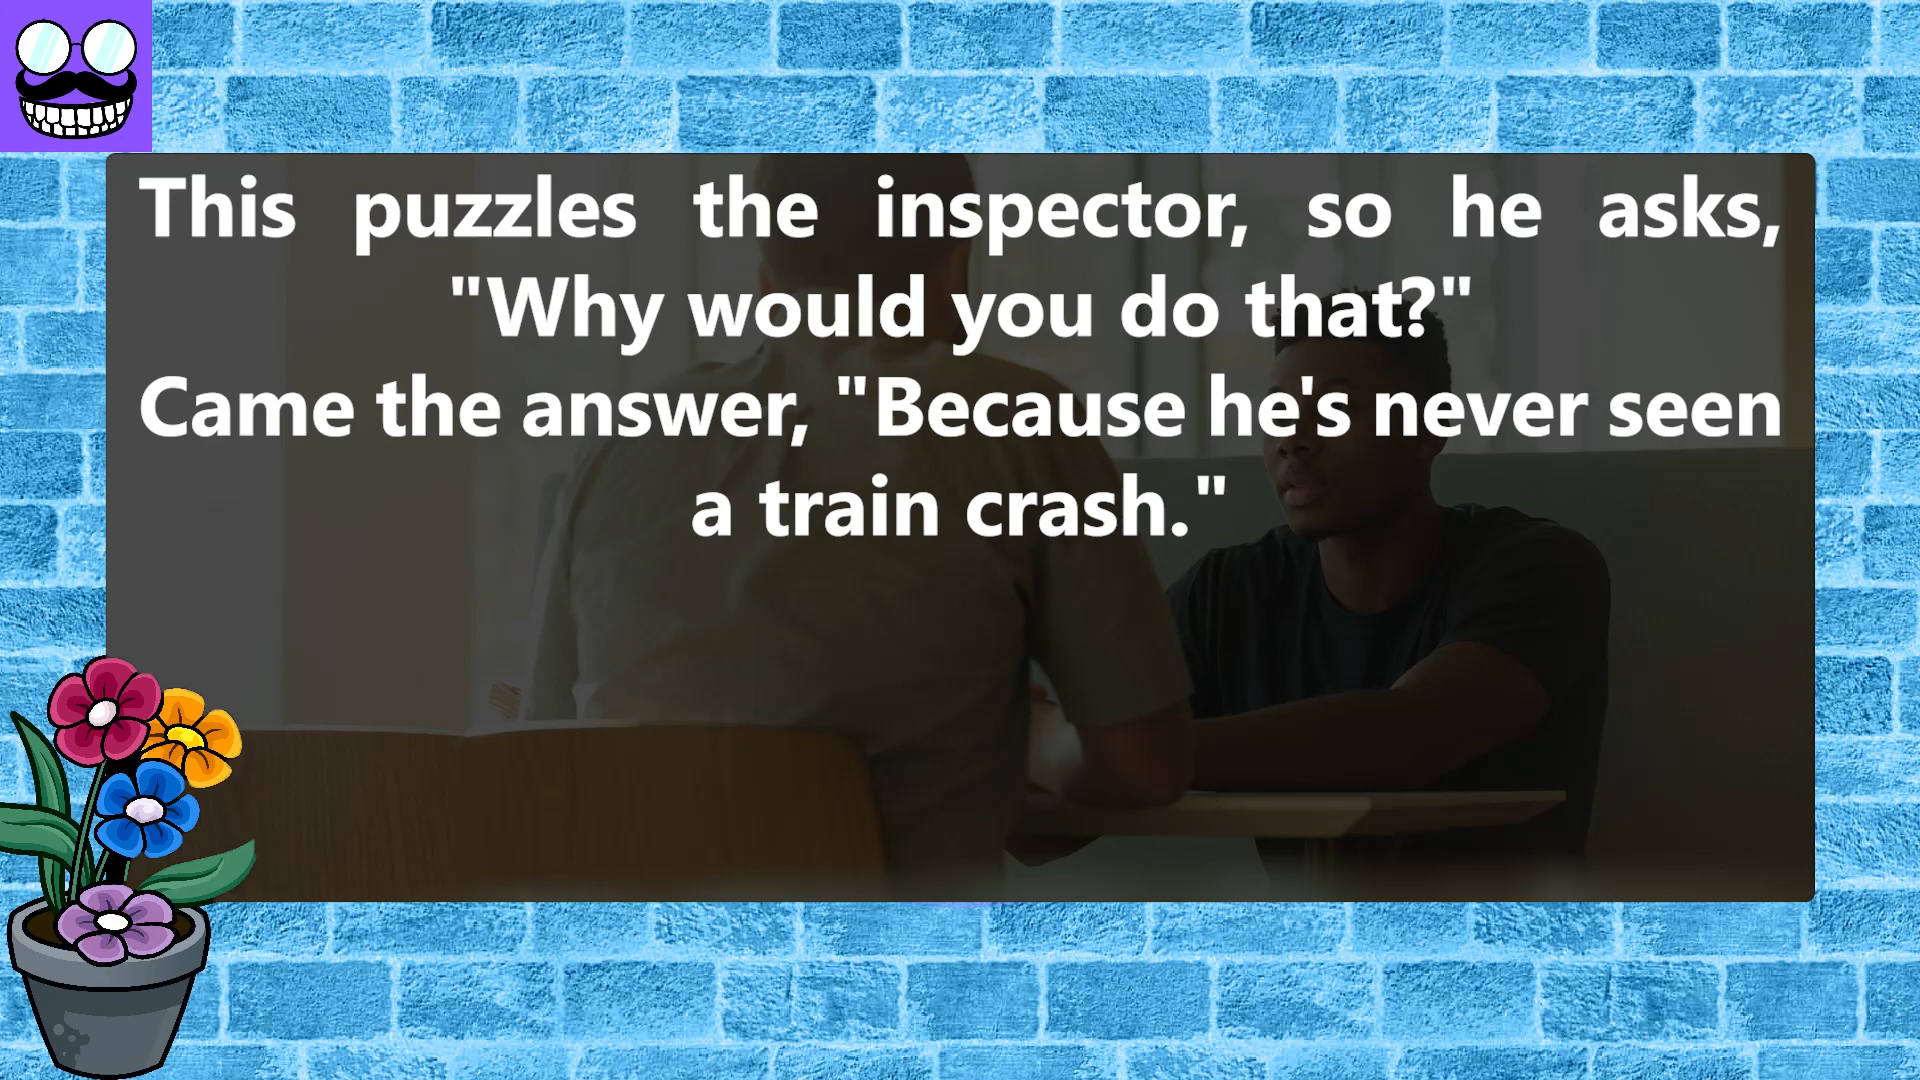 This puzzles the inspector, so he asks,
"Why would you do that?"
Came the answer, "Because he's never seen
a train crash."